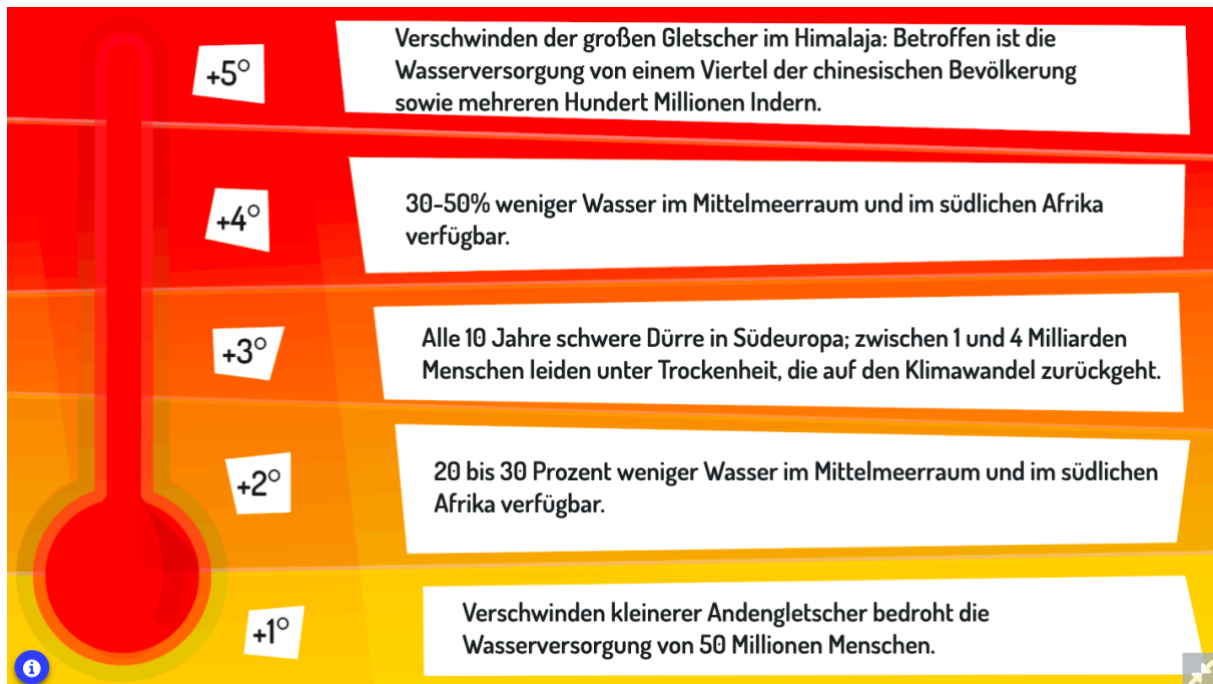 +5°
Verschwinden der großen Gletscher im Himalaja: Betroffen ist die
Wasserversorgung von einem Viertel der chinesischen Bevölkerung
sowie mehreren Hundert Millionen Indern.
+4°
30-50% weniger Wasser im Mittelmeerraum und im südlichen Afrika
verfügbar.
+3°
Alle 10 Jahre schwere Dürre in Südeuropa; zwischen 1 und 4 Milliarden
Menschen leiden unter Trockenheit, die auf den Klimawandel zurückgeht.
+2°
20 bis 30 Prozent weniger Wasser im Mittelmeerraum und im südlichen
Afrika verfügbar.
+1°
Verschwinden kleinerer Andengletscher bedroht die
Wasserversorgung von 50 Millionen Menschen.